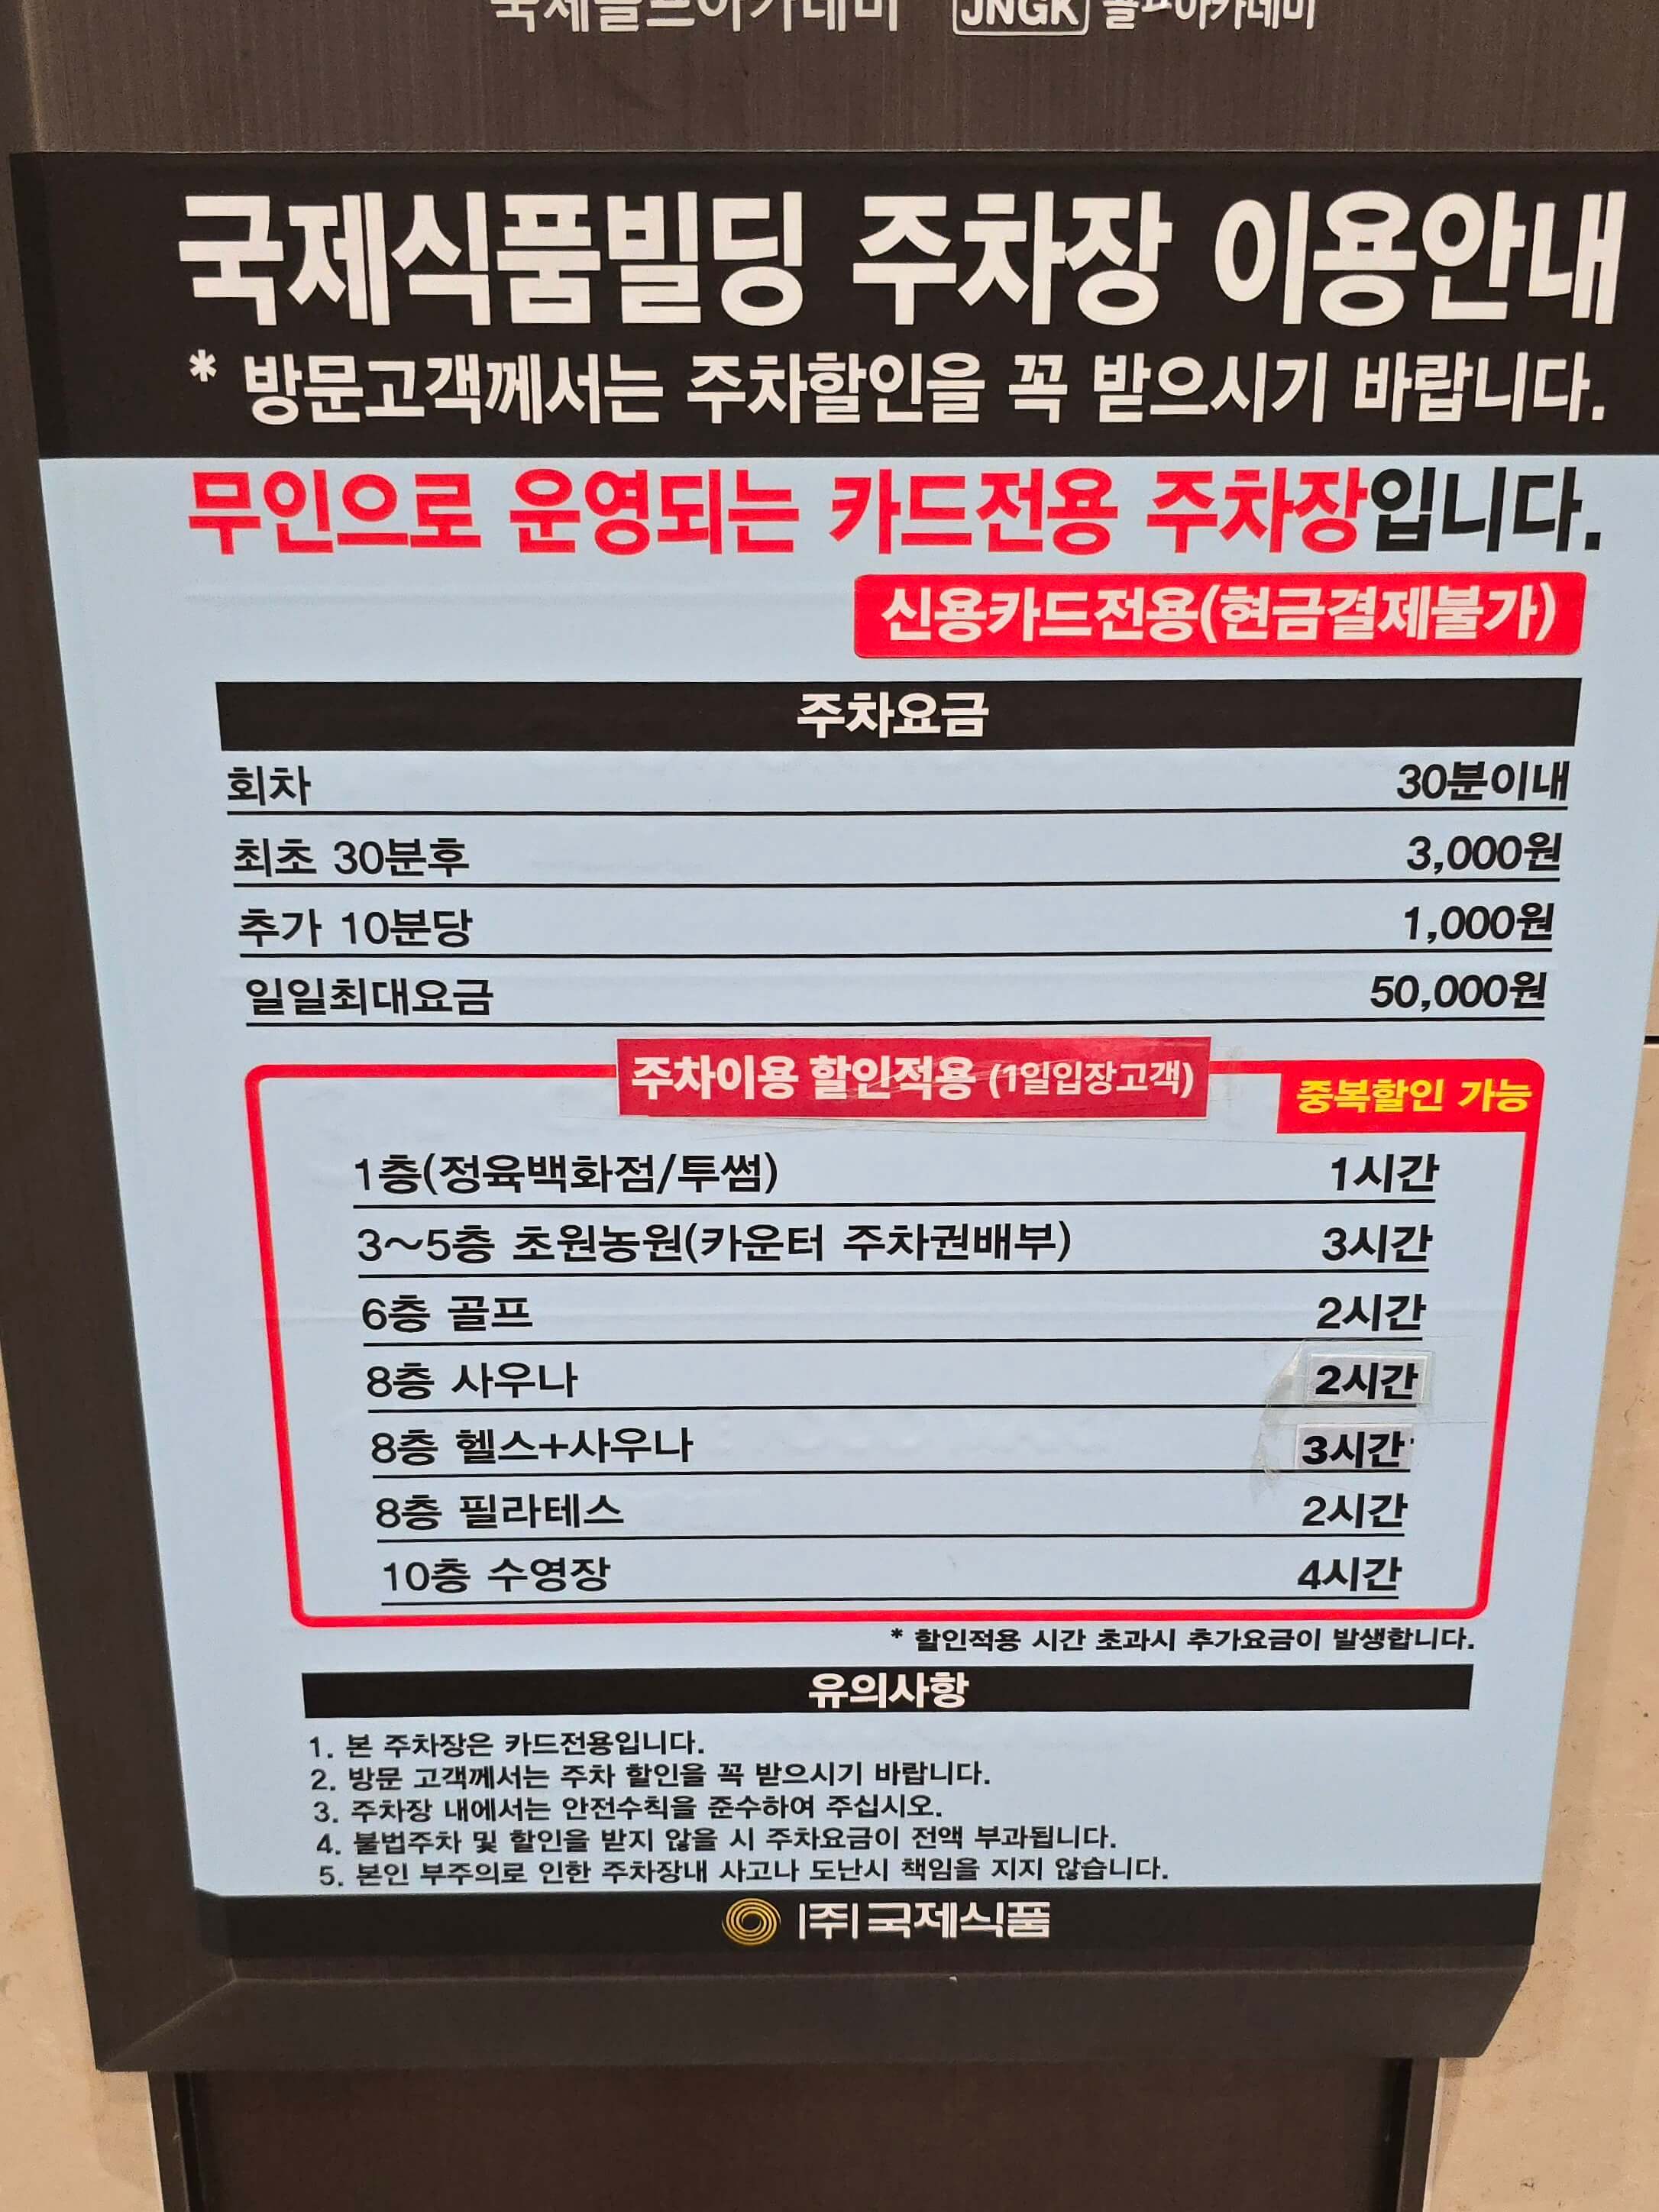 국제골프아카데미 JNGK 골프아카데미
국제식품빌딩 주차장 이용안내
* 방문고객께서는 주차할인을 꼭 받으시기 바랍니다.
무인으로 운영되는 카드전용 주차장입니다.
신용카드전용(현금결제불가)
주차요금
회차 30분이내
최초 30분후 3,000원
추가 10분당 1,000원
일일최대요금 50,000원
주차이용 할인적용 (1일입장고객)
중복할인 가능
1층(정육백화점/투썸) 1시간
3~5층 초원농원(카운터 주차권배부) 3시간
6층 골프 2시간
8층 사우나 2시간
8층 헬스+사우나 3시간
8층 필라테스 2시간
10층 수영장 4시간
* 할인적용 시간 초과시 추가요금이 발생합니다.
유의사항
1. 본 주차장은 카드전용입니다.
2. 방문 고객께서는 주차 할인을 꼭 받으시기 바랍니다.
3. 주차장 내에서는 안전수칙을 준수하여 주십시오.
4. 불법주차 및 할인을 받지 않을 시 주차요금이 전액 부과됩니다.
5. 본인 부주의로 인한 주차장내 사고나 도난시 책임을 지지 않습니다.
|주| 국제식품